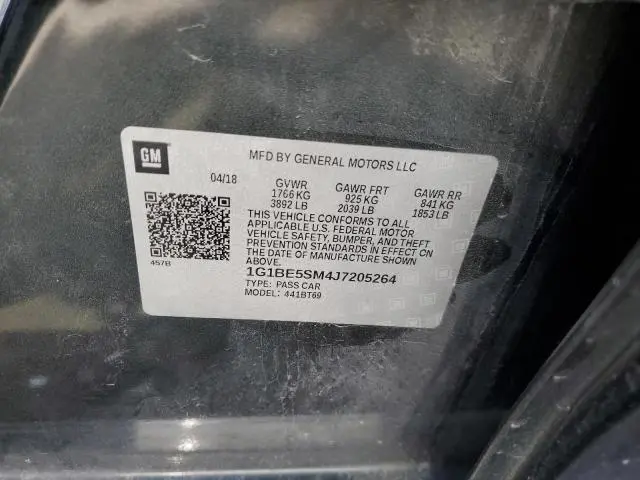 GM
MFD BY GENERAL MOTORS LLC
04/18 GVWR GAWR FRT GAWR RR
1766 KG 925 KG 841 KG
3892 LB 2039 LB 1853 LB
THIS VEHICLE CONFORMS TO ALL
APPLICABLE U.S. FEDERAL MOTOR
VEHICLE SAFETY, BUMPER, AND THEFT
PREVENTION STANDARDS IN EFFECT ON
THE DATE OF MANUFACTURE SHOWN
ABOVE.
457B
1G1BE5SM4J7205264
TYPE: PASS CAR
MODEL: 441BT69